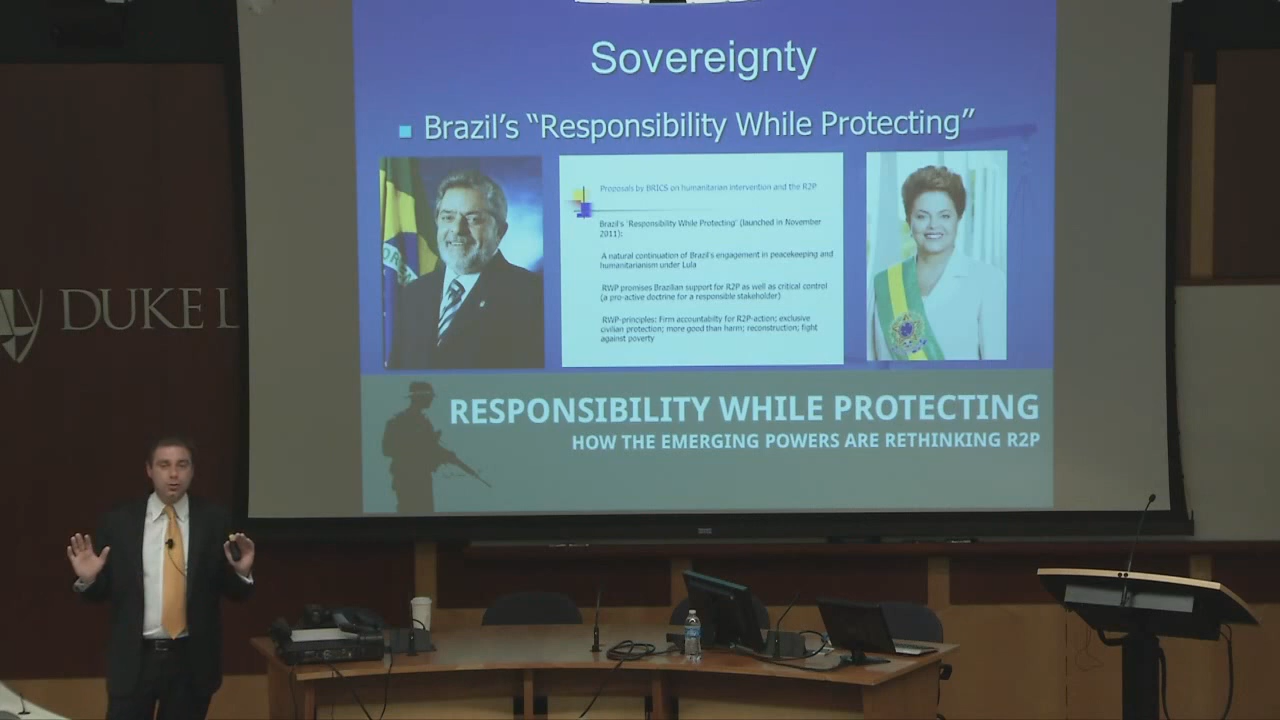 Sovereignty
Brazil's “Responsibility While Protecting”
Proposals by BRICS on humanitarian intervention and the R2P
Brazil's 'Responsibility While Protecting' (launched in November
2011):
A natural continuation of Brazil's engagement in peacekeeping and
humanitarianism under Lula
RWP promises Brazilian support for R2P as well as critical control
(a pro-active doctrine for a responsible stakeholder)
RWP-principles: Firm accountabilty for R2P-action; exclusive
civilian protection; more good than harm; reconstruction; fight
against poverty
RESPONSIBILITY WHILE PROTECTING
HOW THE EMERGING POWERS ARE RETHINKING R2P
DUKE L